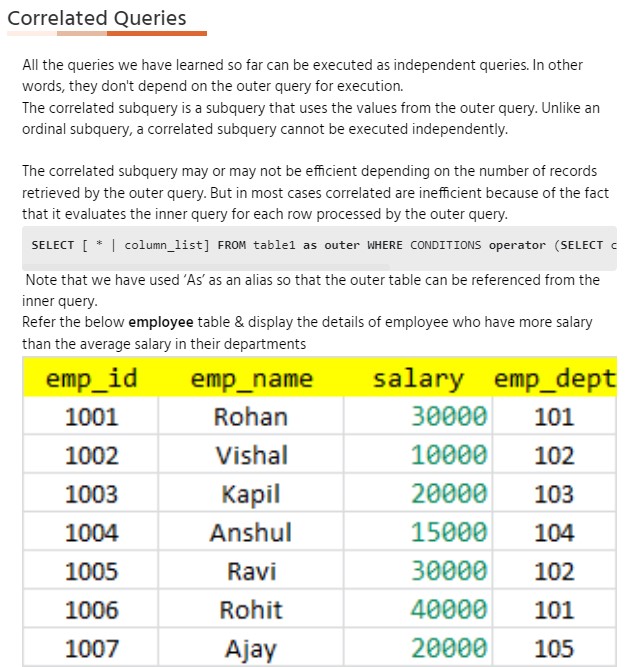 Correlated Queries
All the queries we have learned so far can be executed as independent queries. In other
words, they don't depend on the outer query for execution.
The correlated subquery is a subquery that uses the values from the outer query. Unlike an
ordinal subquery, a correlated subquery cannot be executed independently.
The correlated subquery may or may not be efficient depending on the number of records
retrieved by the outer query. But in most cases correlated are inefficient because of the fact
that it evaluates the inner query for each row processed by the outer query.
SELECT [ * | column_list] FROM table1 as outer WHERE CONDITIONS operator (SELECT c
Note that we have used ‘As’ as an alias so that the outer table can be referenced from the
inner query.
Refer the below employee table & display the details of employee who have more salary
than the average salary in their departments
emp_id emp_name salary emp_dept
1001 Rohan 30000 101
1002 Vishal 10000 102
1003 Kapil 20000 103
1004 Anshul 15000 104
1005 Ravi 30000 102
1006 Rohit 40000 101
1007 Ajay 20000 105